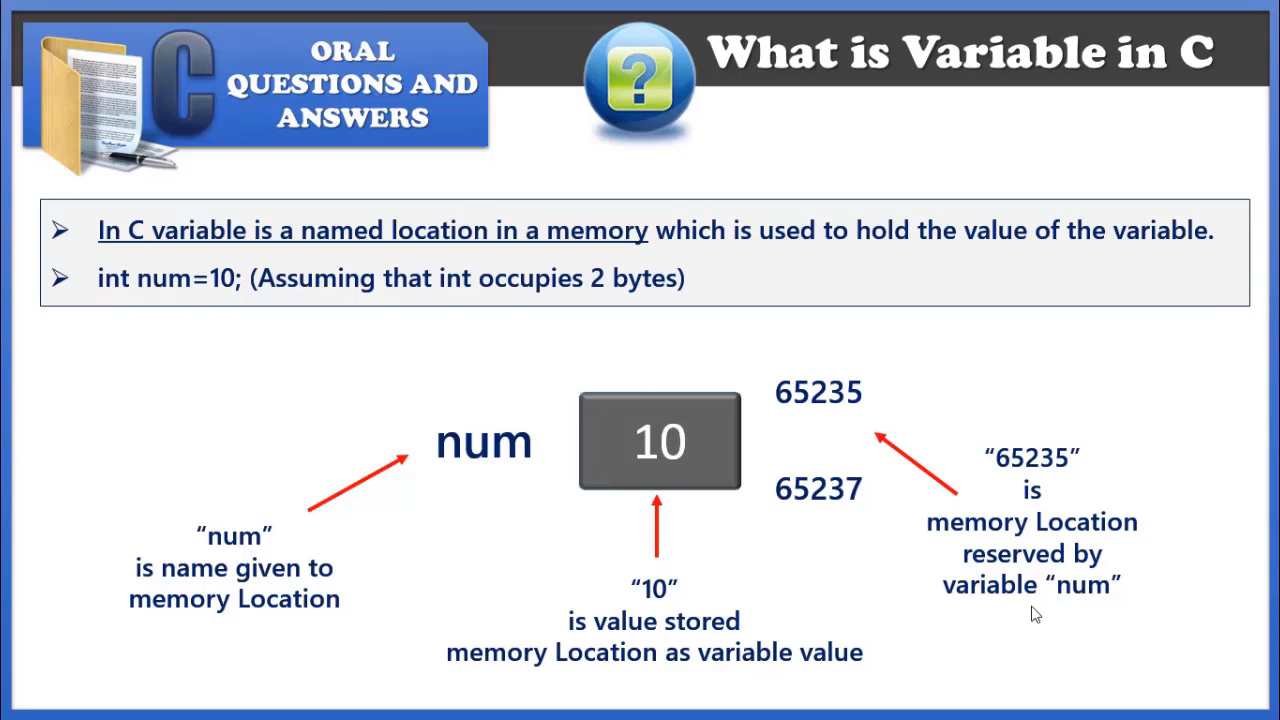 C
ORAL
QUESTIONS AND
ANSWERS
?
What is Variable in C
In C variable is a named location in a memory which is used to hold the value of the variable.
int num=10; (Assuming that int occupies 2 bytes)
num
10
65235
65237
“num”
is name given to
memory Location
“10”
is value stored
memory Location as variable value
“65235”
is
memory Location
reserved by
variable “num”